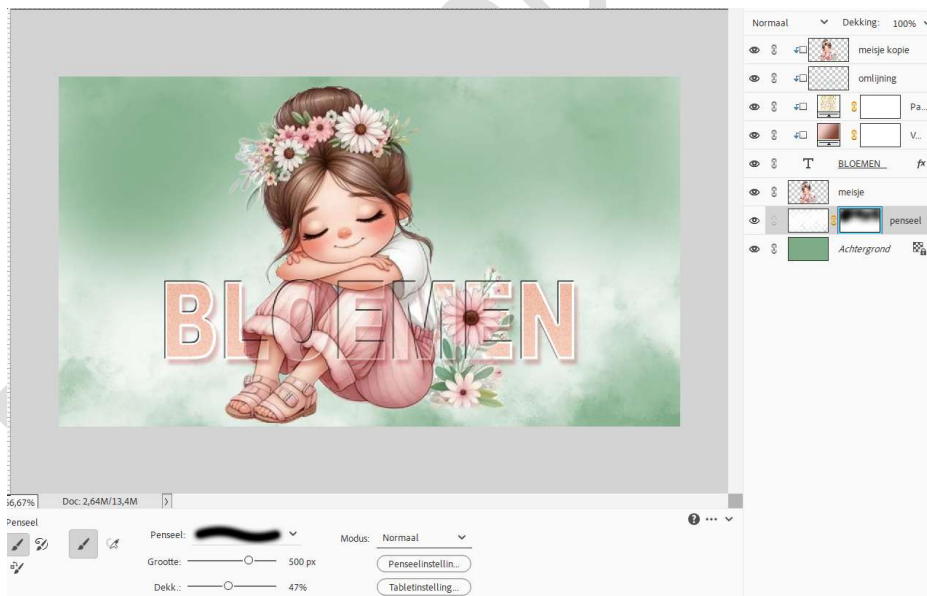 Normaal Dekking: 100%
meisje kopie
omlijning
Pa...
V...
T BLOEMEN fx
meisje
penseel
Achtergrond
BLOEMEN
66,67% Doc: 2,64M/13,4M
Penseel
Penseel: Modus: Normaal
Grootte: 500 px Penseelinstellin...
Dekk.: 47% Tabletinstelling...